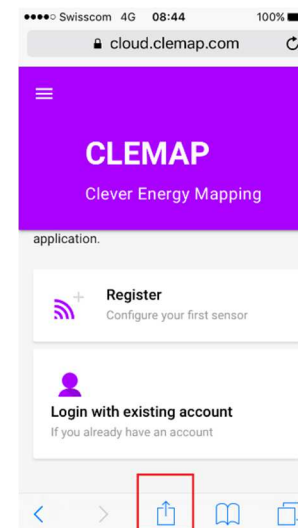 Swisscom 4G 08:44 100%
cloud.clemap.com
CLEMAP
Clever Energy Mapping
application.
Register
Configure your first sensor
Login with existing account
If you already have an account